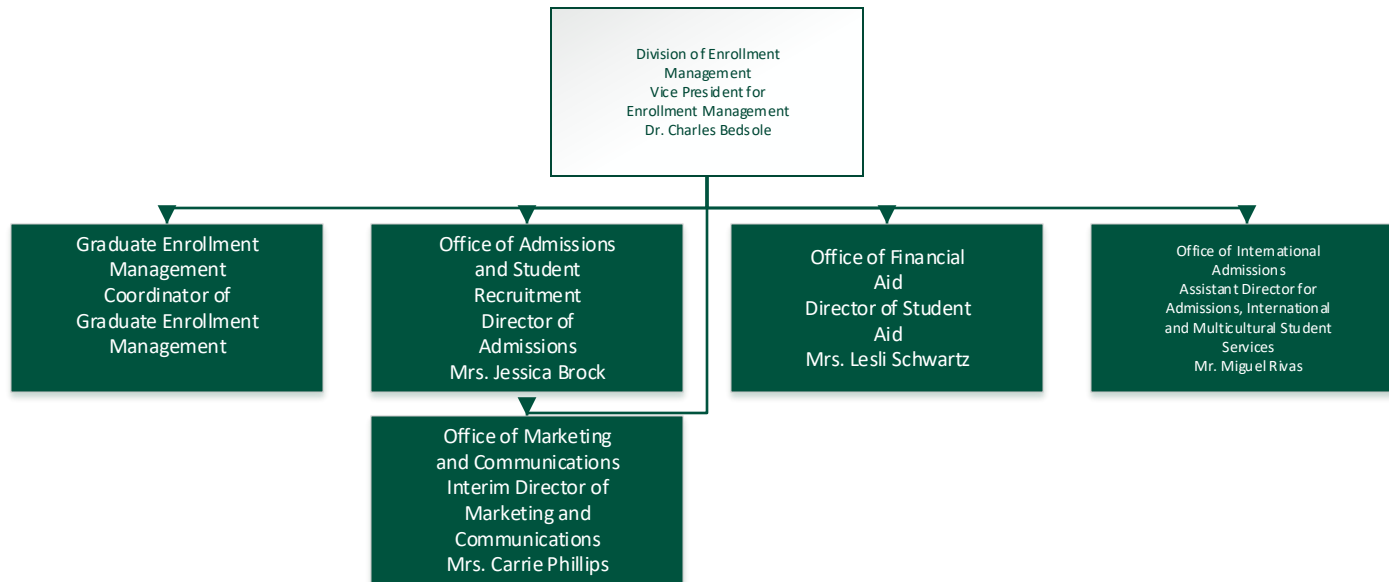 Division of Enrollment
Management
Vice President for
Enrollment Management
Dr. Charles Bedsole
Graduate Enrollment
Management
Coordinator of
Graduate Enrollment
Management
Office of Admissions
and Student
Recruitment
Director of
Admissions
Mrs. Jessica Brock
Office of Financial
Aid
Director of Student
Aid
Mrs. Lesli Schwartz
Office of International
Admissions
Assistant Director for
Admissions, International
and Multicultural Student
Services
Mr. Miguel Rivas
Office of Marketing
and Communications
Interim Director of
Marketing and
Communications
Mrs. Carrie Phillips